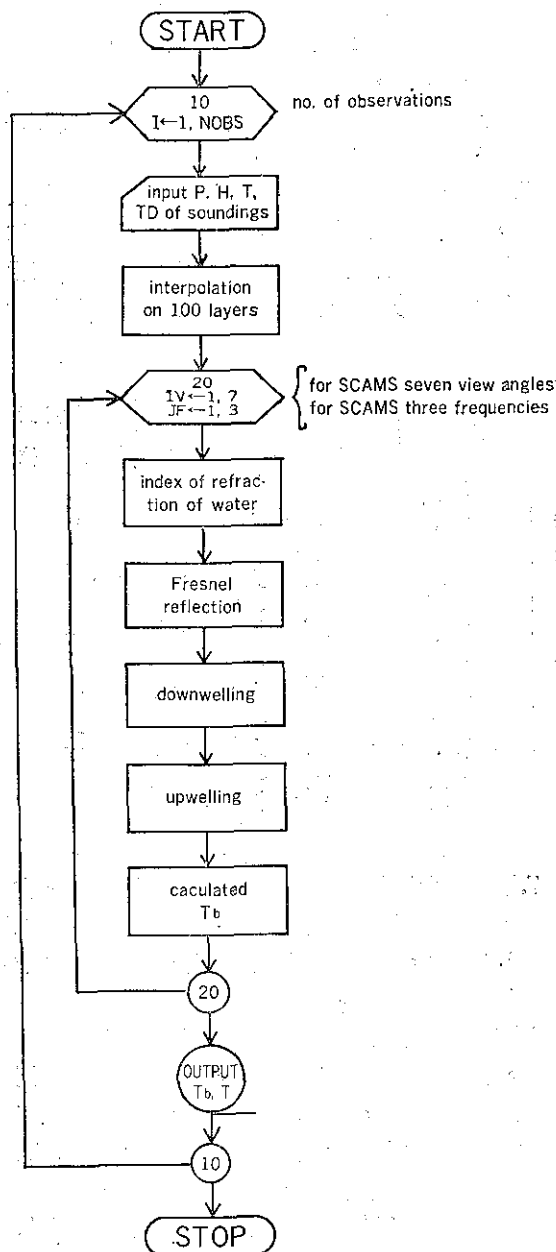 START
10
I←1, NOBS
no. of observations
input P. H, T,
TD of soundings
interpolation
on 100 layers
20
IV←1, 7
JF←1, 3
for SCAMS seven view angles
for SCAMS three frequencies
index of refrac-
tion of water
Fresnel
reflection
downwelling
upwelling
caculated
Tb
20
OUTPUT
Tb, T
10
STOP